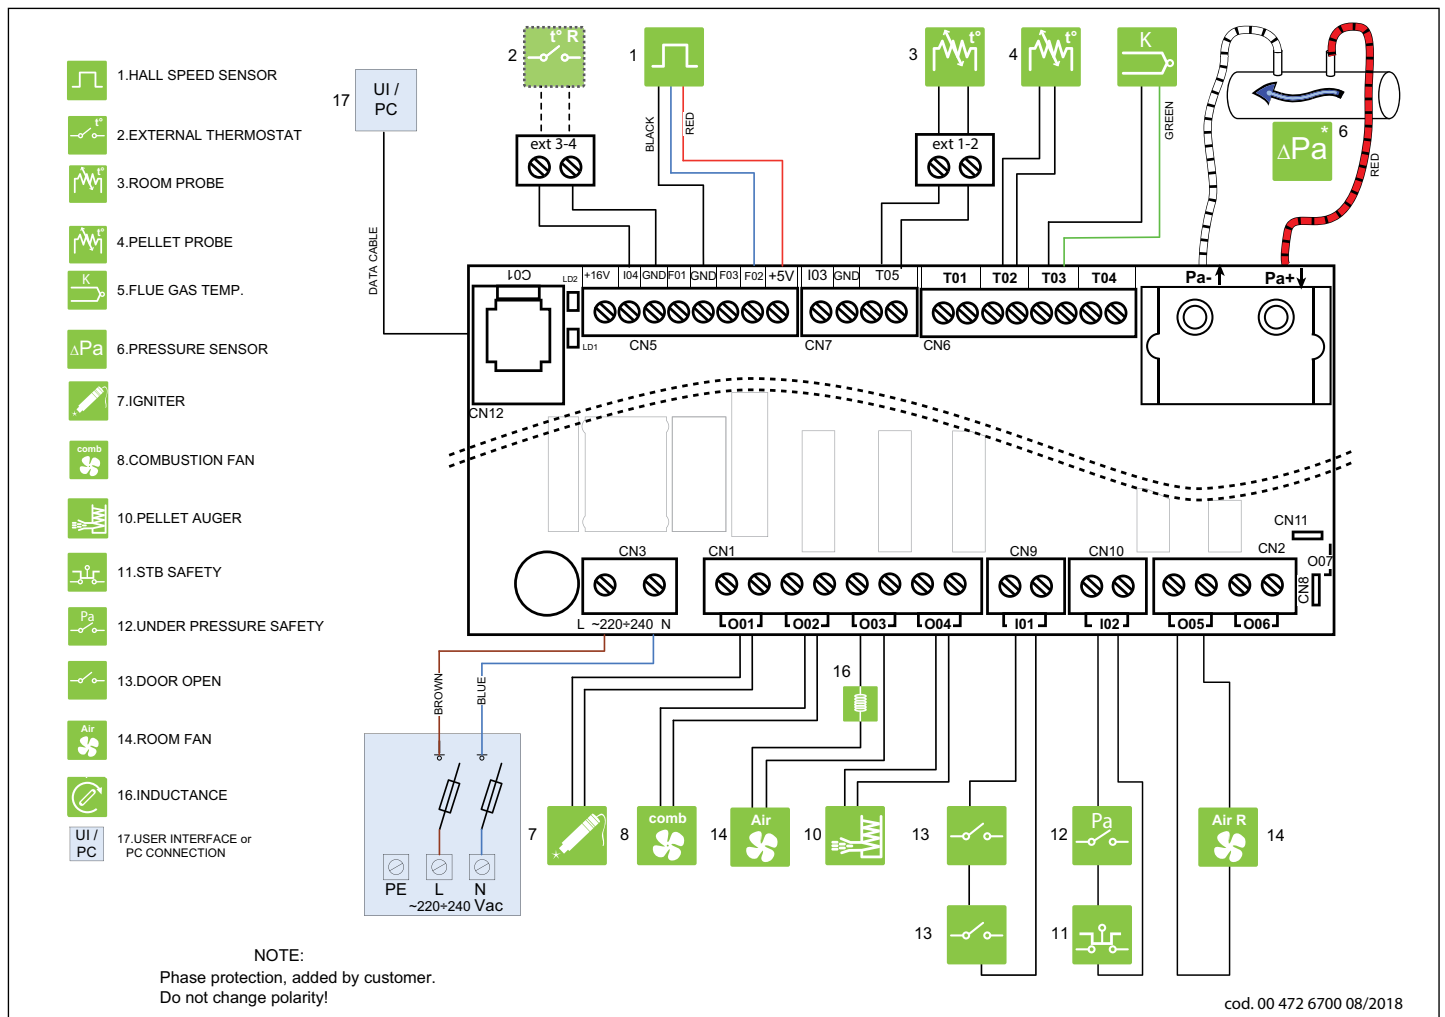 1.HALL SPEED SENSOR
t°
2.EXTERNAL THERMOSTAT
t°
3.ROOM PROBE
t°
4.PELLET PROBE
K
5.FLUE GAS TEMP.
ΔPa
6.PRESSURE SENSOR
7.IGNITER
comb
8.COMBUSTION FAN
10.PELLET AUGER
11.STB SAFETY
Pa
12.UNDER PRESSURE SAFETY
13.DOOR OPEN
Air
14.ROOM FAN
16.INDUCTANCE
UI / PC
17.USER INTERFACE or
PC CONNECTION
17
UI / PC
DATA CABLE
2
t° R
ext 3-4
1
BLACK
RED
3
t°
ext 1-2
4
t°
K
GREEN
6
ΔPa*
RED
C01
LD2
LD1
CN12
+16V I04 GND F01 GND F03 F02 +5V
CN5
I03 GND T05
CN7
T01 T02 T03 T04
CN6
Pa- Pa+
CN3
CN1
CN9
CN10
CN11
CN2
O07
CN8
L ~220÷240 N
O01 O02 O03 O04
I01
I02
O05 O06
BROWN
BLUE
PE L N
~220÷240 Vac
7
8
comb
16
14
Air
10
13
13
12
Pa
11
Air R
14
NOTE:
Phase protection, added by customer.
Do not change polarity!
cod. 00 472 6700 08/2018